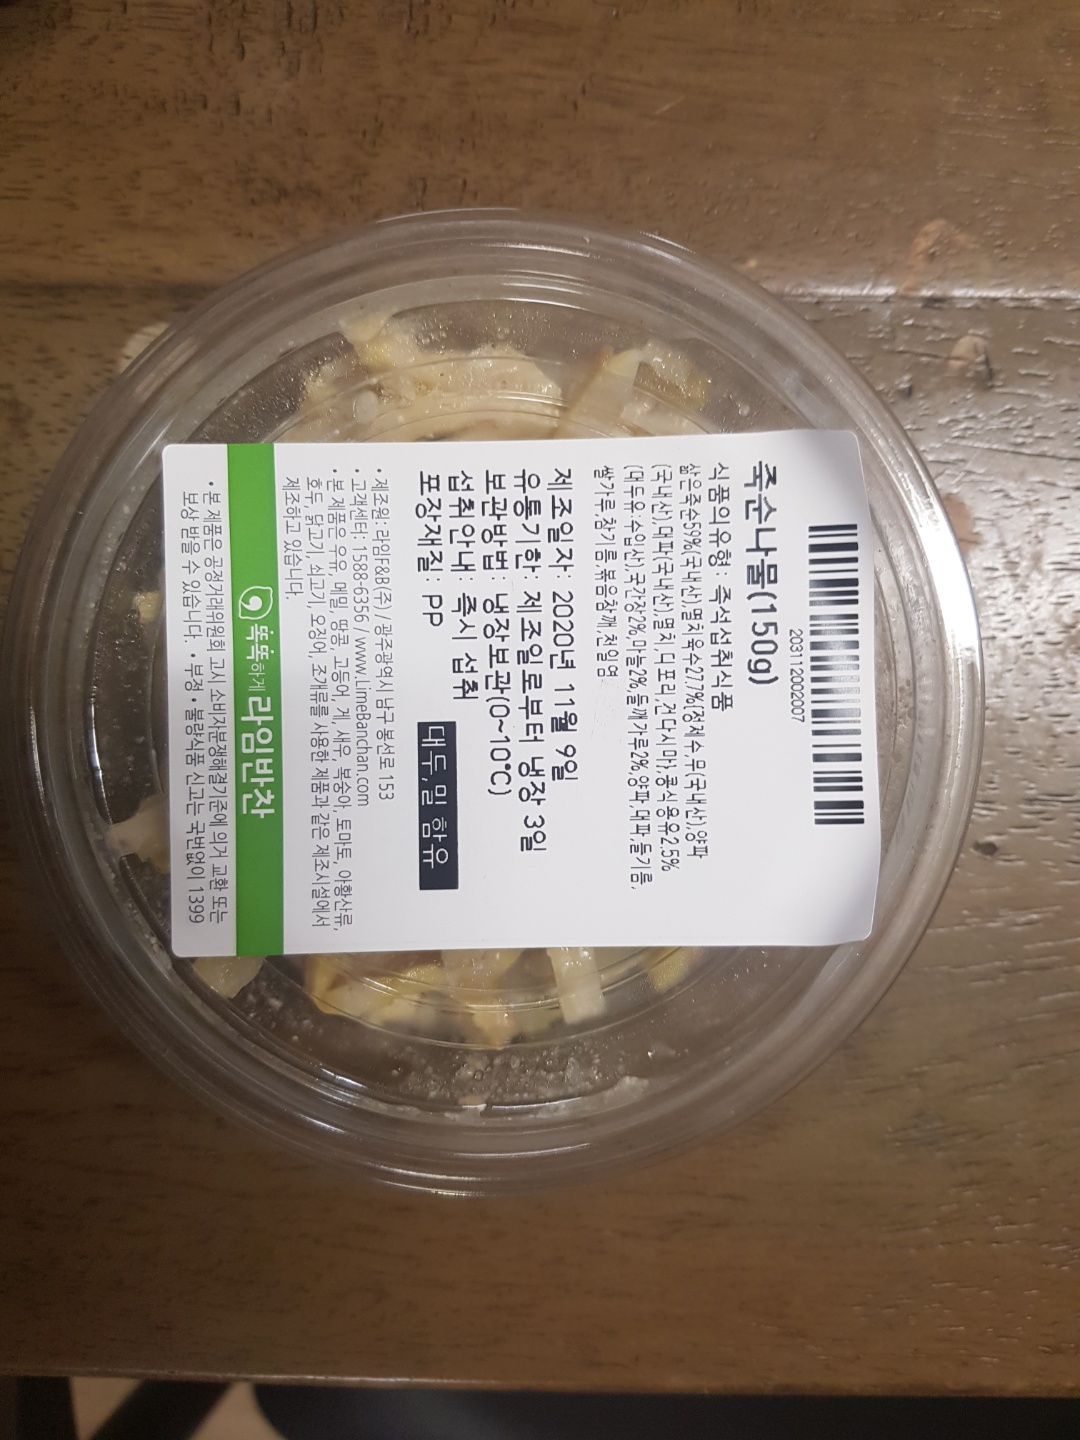 203112002007
죽순나물(150g)
식품의유형: 즉석섭취식품
삶은죽순59%(국내산),멸치육수27.7%(정제수,무(국내산),양파
(국내산),대파(국내산),멸치,디포리,건다시마),콩식용유2.5%
(대두유:수입산),국간장2%,마늘2%,들깨가루2%,양파,대파,들기름,
쌀가루,참기름,볶음참깨,천일염
제조일자: 2020년 11월 9일
유통기한: 제조일로부터 냉장 3일
보관방법: 냉장보관(0~10°C)
섭취안내: 즉시 섭취
포장재질: PP
대두,밀 함유
• 제조원: 라임F&B(주) / 광주광역시 남구 봉선로 153
• 고객센터: 1588-6356 / www.LimeBanchan.com
• 본 제품은 우유, 메밀, 땅콩, 고등어, 게, 새우, 복숭아, 토마토, 아황산류,
호두, 닭고기, 쇠고기, 오징어, 조개류를 사용한 제품과 같은 제조시설에서
제조하고 있습니다.
똑똑하게 라임반찬
• 본 제품은 공정거래위원회 고시 소비자분쟁해결기준에 의거 교환 또는
보상 받을 수 있습니다. • 부정 • 불량식품 신고는 국번없이 1399